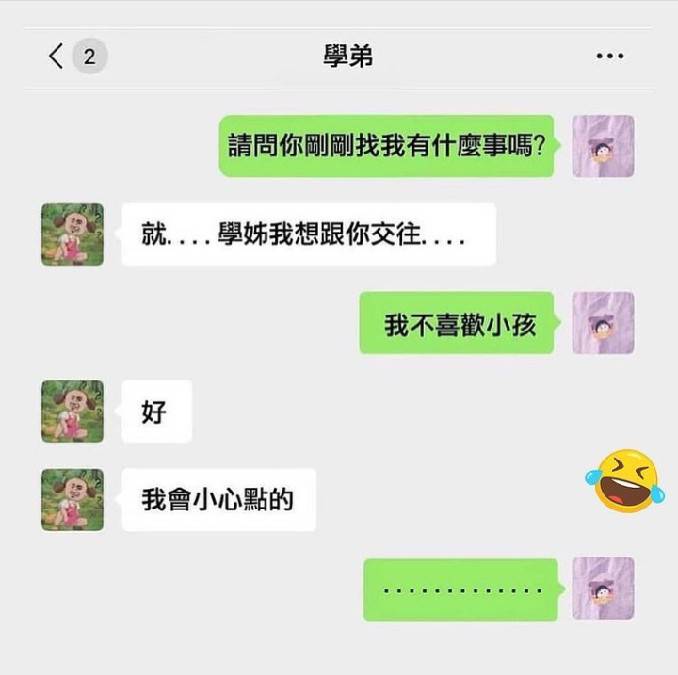 2
學弟
...
請問你剛剛找我有什麼事嗎?
就....學姊我想跟你交往....
我不喜歡小孩
好
我會小心點的
.............